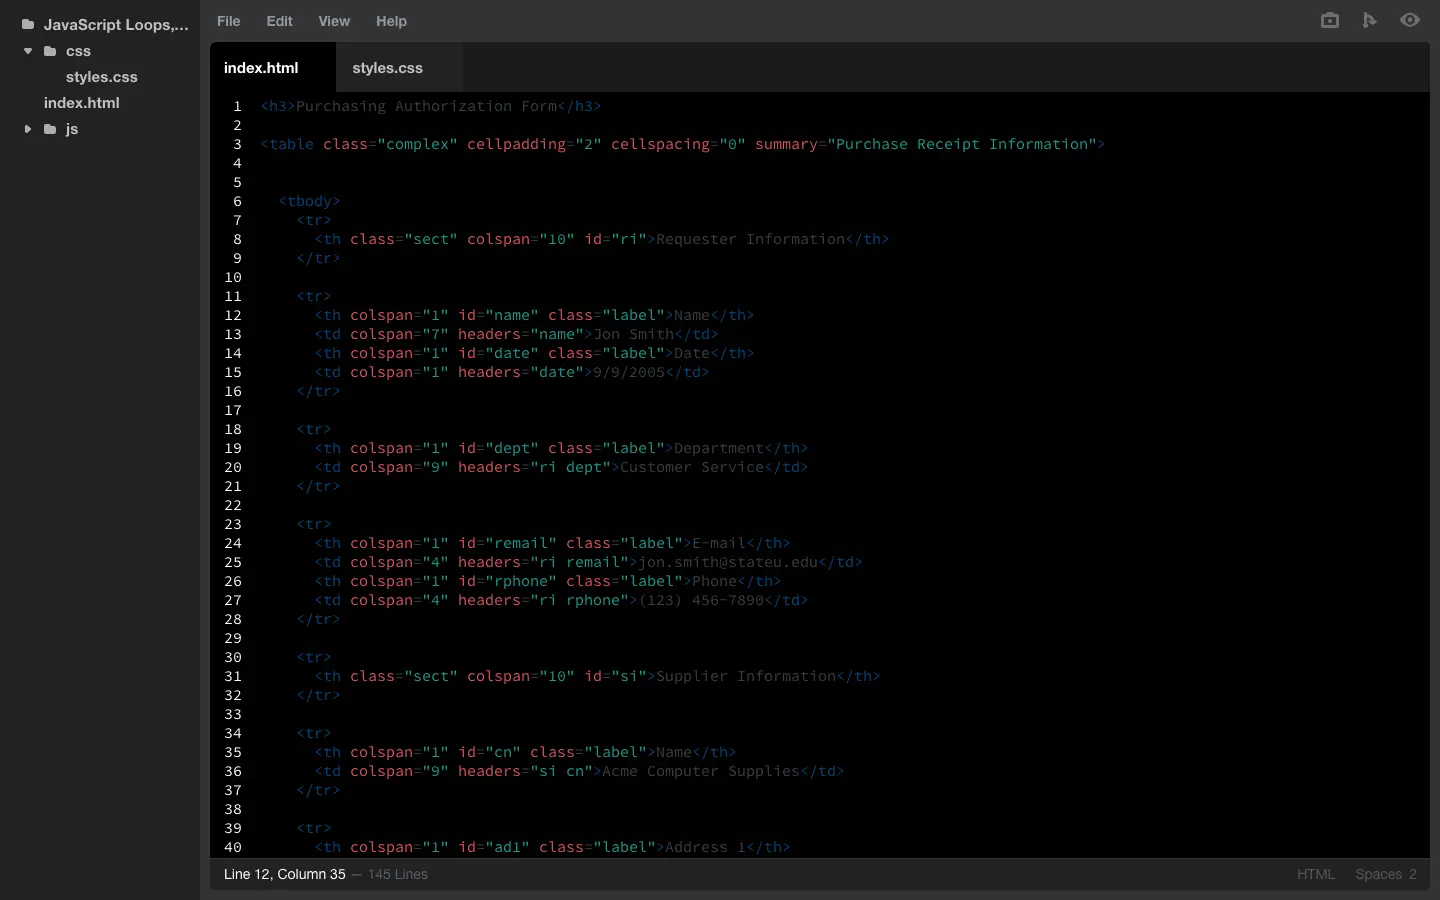 JavaScript Loops,...
css
styles.css
index.html
js
File Edit View Help
index.html styles.css
1 <h3>Purchasing Authorization Form</h3>
2
3 <table class="complex" cellpadding="2" cellspacing="0" summary="Purchase Receipt Information">
4
5
6   <tbody>
7     <tr>
8       <th class="sect" colspan="10" id="ri">Requester Information</th>
9     </tr>
10
11     <tr>
12       <th colspan="1" id="name" class="label">Name</th>
13       <td colspan="7" headers="name">Jon Smith</td>
14       <th colspan="1" id="date" class="label">Date</th>
15       <td colspan="1" headers="date">9/9/2005</td>
16     </tr>
17
18     <tr>
19       <th colspan="1" id="dept" class="label">Department</th>
20       <td colspan="9" headers="ri dept">Customer Service</td>
21     </tr>
22
23     <tr>
24       <th colspan="1" id="remail" class="label">E-mail</th>
25       <td colspan="4" headers="ri remail">jon.smith@stateu.edu</td>
26       <th colspan="1" id="rphone" class="label">Phone</th>
27       <td colspan="4" headers="ri rphone">(123) 456-7890</td>
28     </tr>
29
30     <tr>
31       <th class="sect" colspan="10" id="si">Supplier Information</th>
32     </tr>
33
34     <tr>
35       <th colspan="1" id="cn" class="label">Name</th>
36       <td colspan="9" headers="si cn">Acme Computer Supplies</td>
37     </tr>
38
39     <tr>
40       <th colspan="1" id="ad1" class="label">Address 1</th>
Line 12, Column 35 — 145 Lines HTML Spaces 2